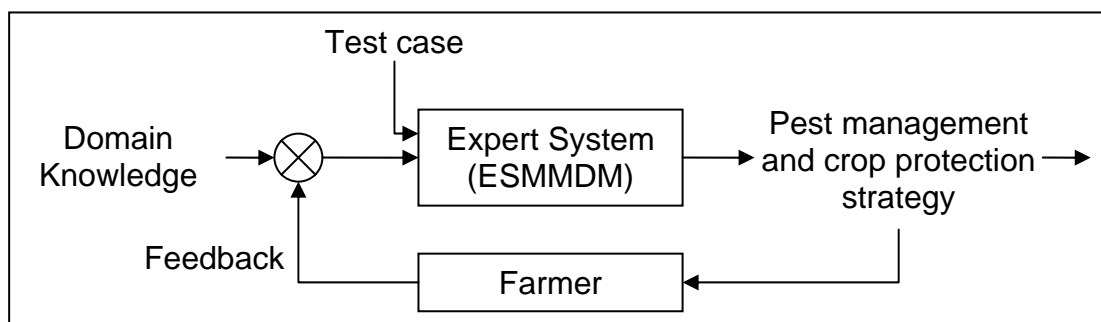 Test case
Domain
Knowledge
Expert System
(ESMMDM)
Pest management
and crop protection
strategy
Feedback
Farmer